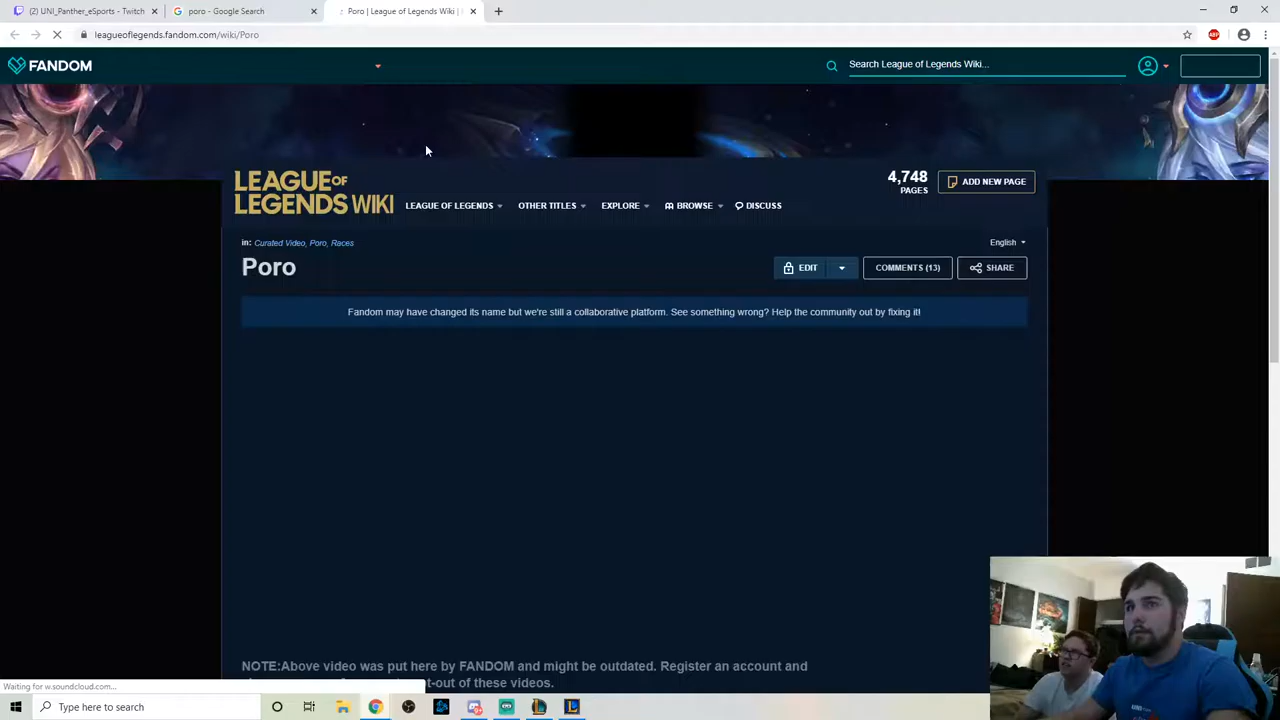 (2) UNI_Panther_eSports - Twitch
poro - Google Search
Poro | League of Legends Wiki |
leagueoflegends.fandom.com/wiki/Poro
ABP
FANDOM
Search League of Legends Wiki...
LEAGUE OF
LEGENDS WIKI
4,748
PAGES
ADD NEW PAGE
LEAGUE OF LEGENDS
OTHER TITLES
EXPLORE
BROWSE
DISCUSS
in: Curated Video, Poro, Races
English
Poro
EDIT
COMMENTS (13)
SHARE
Fandom may have changed its name but we're still a collaborative platform. See something wrong? Help the community out by fixing it!
NOTE:Above video was put here by FANDOM and might be outdated. Register an account and
t-out of these videos.
Waiting for w.soundcloud.com...
Type here to search